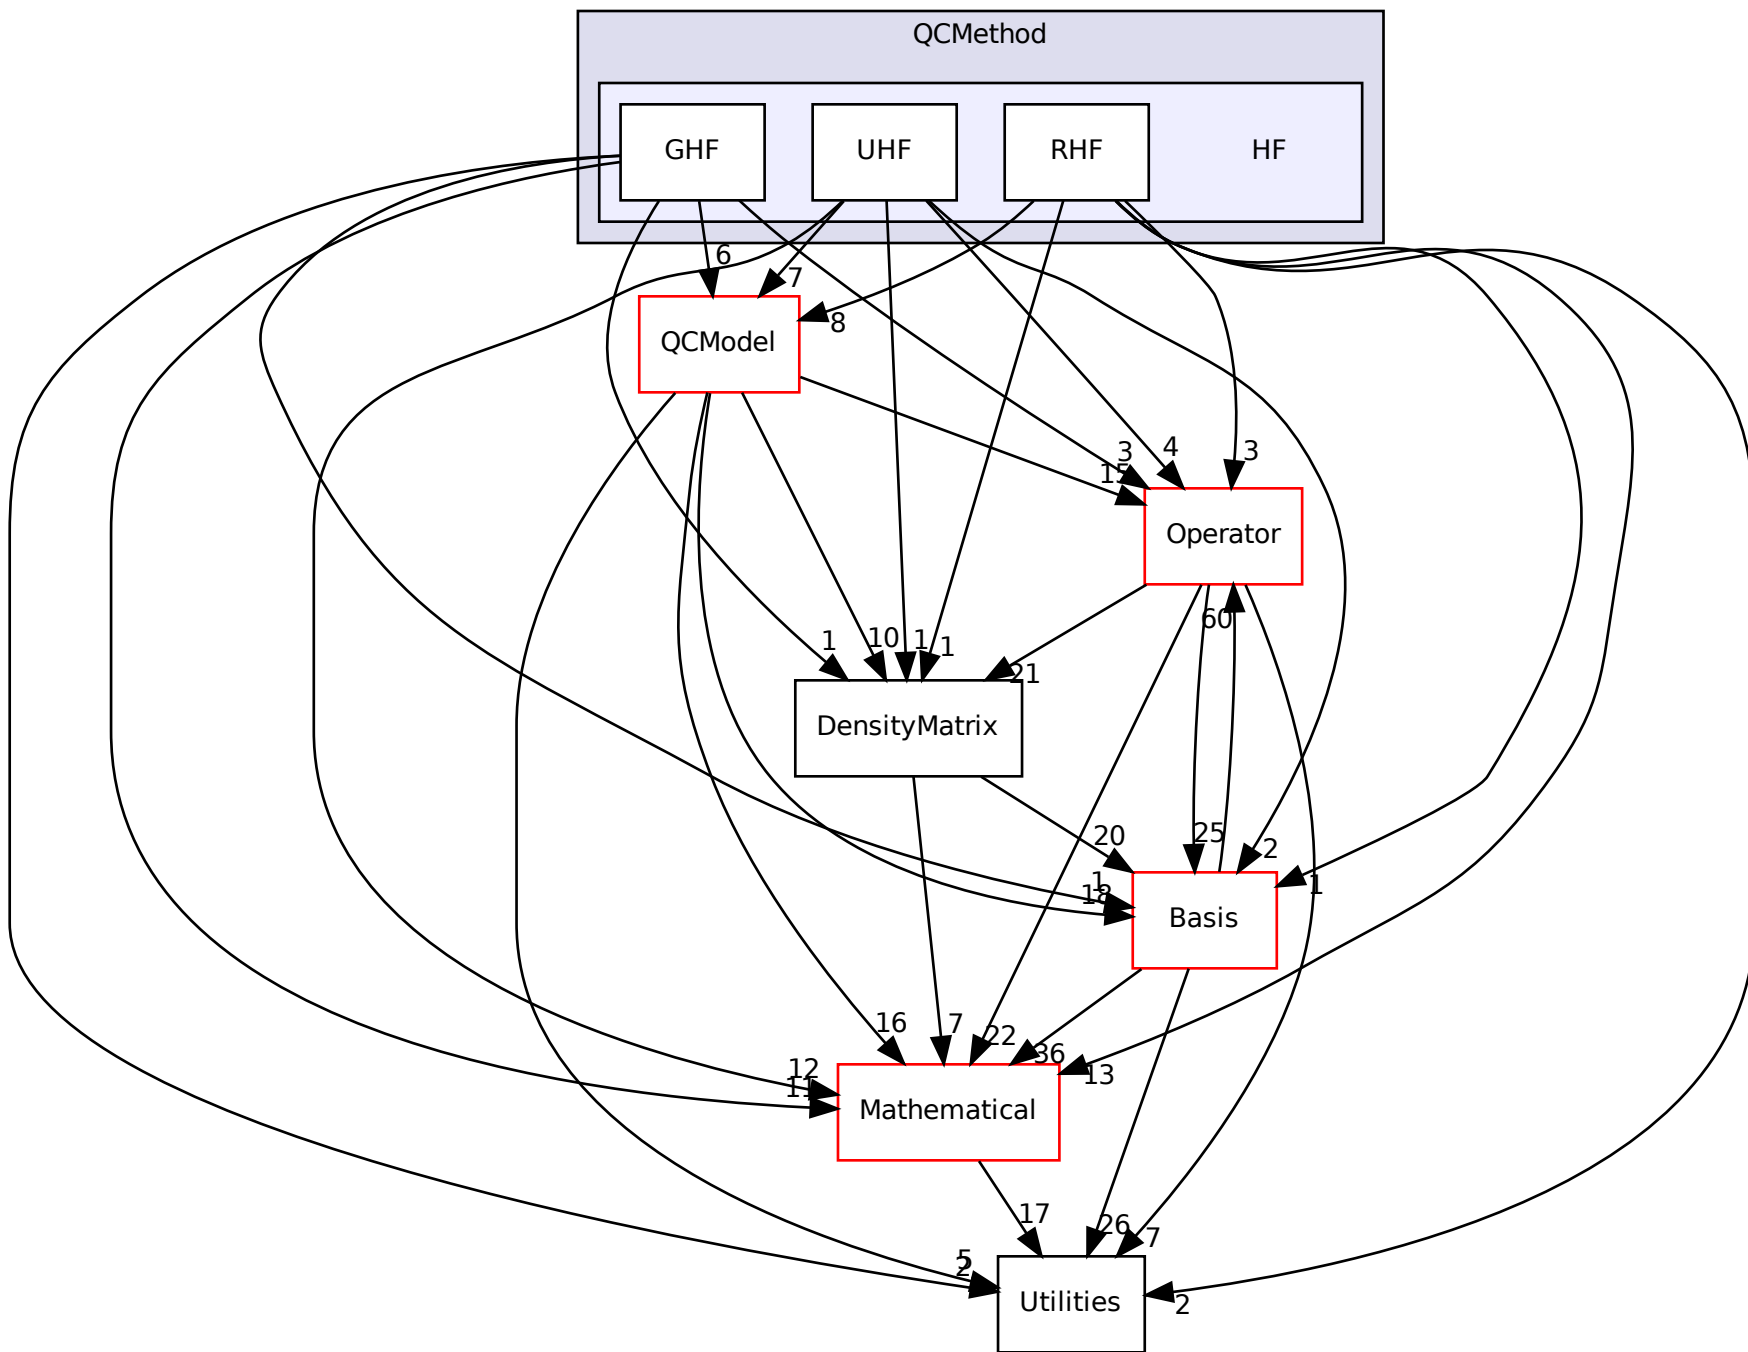 QCMethod
GHF
UHF
RHF
HF
6
7
8
QCModel
3
4
3
15
Operator
60
1
10
1
1
21
DensityMatrix
20
25
2
1
18
1
Basis
16
7
22
36
13
12
11
Mathematical
17
26
7
5
2
2
Utilities